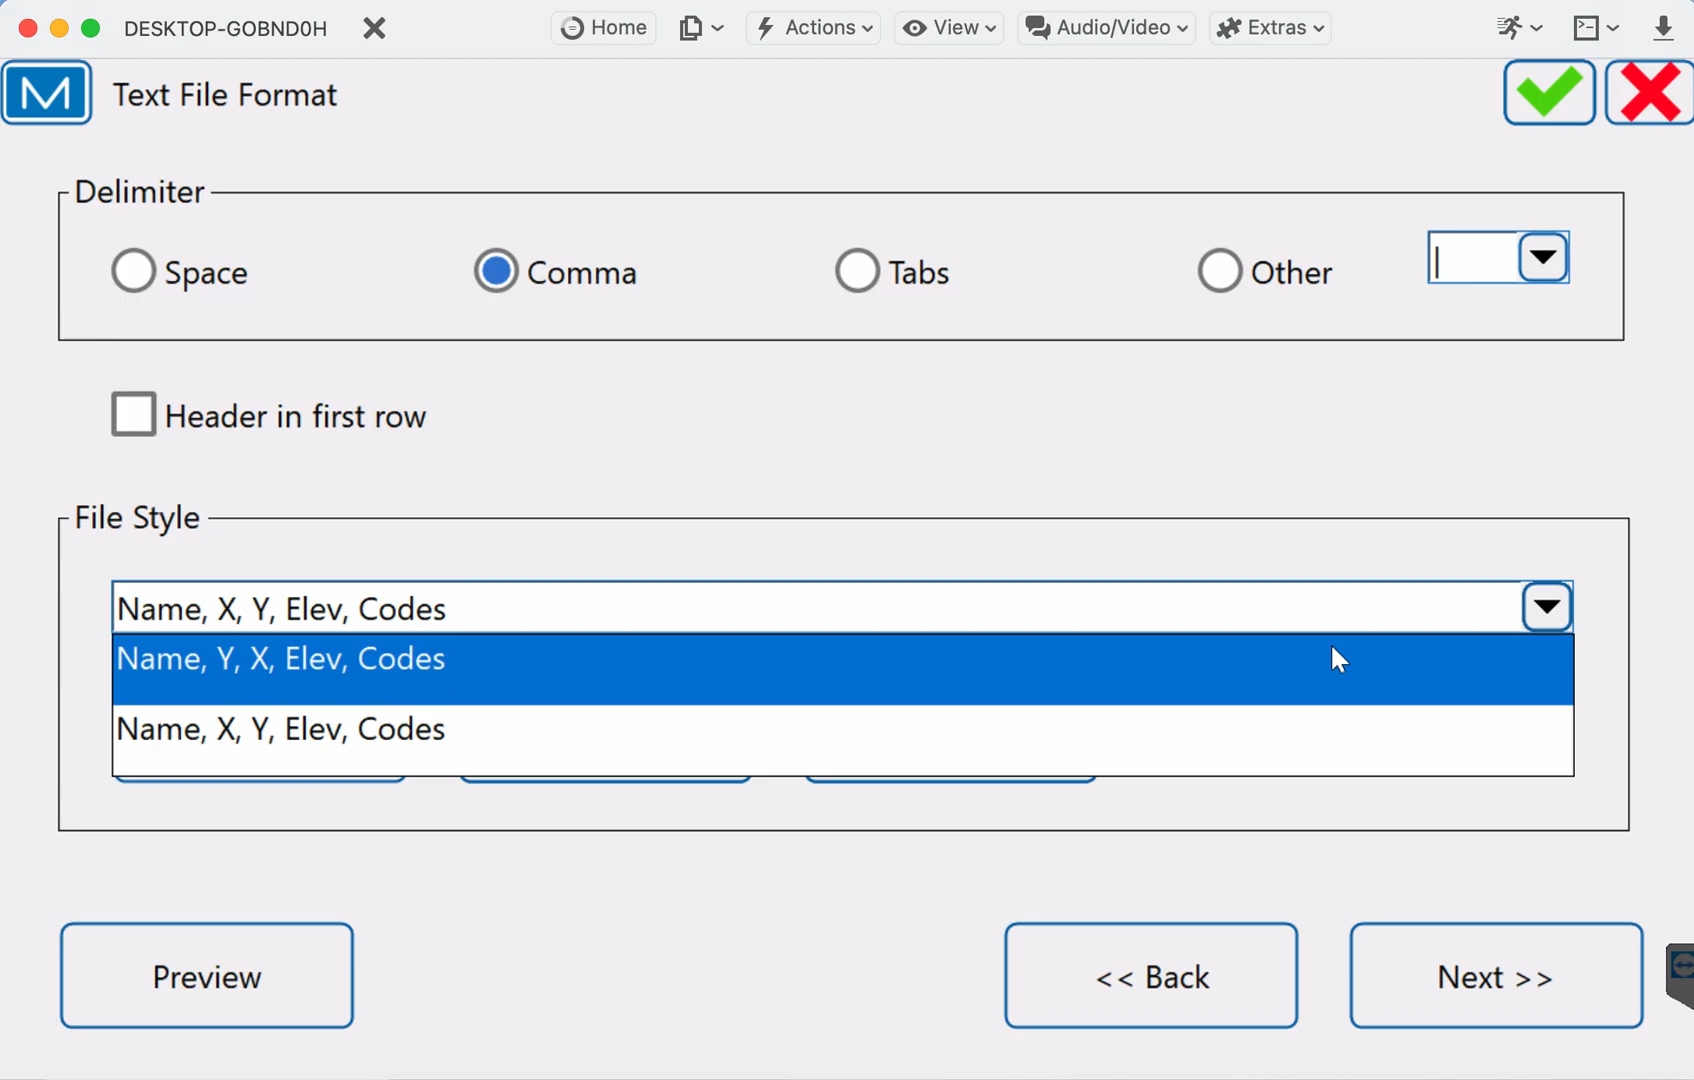 DESKTOP-GOBND0H Home Actions View Audio/Video Extras
Text File Format
Delimiter
Space Comma Tabs Other
Header in first row
File Style
Name, X, Y, Elev, Codes
Name, Y, X, Elev, Codes
Name, X, Y, Elev, Codes
Preview << Back Next >>